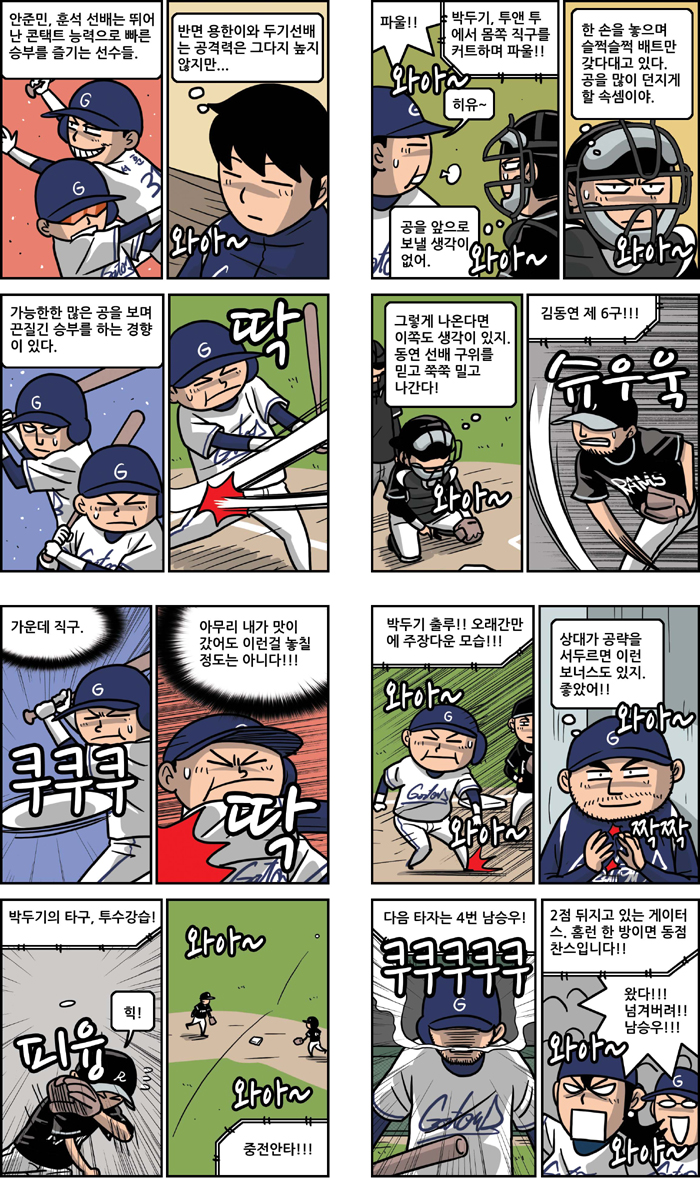 안준민, 훈석 선배는 뛰어
난 콘택트 능력으로 빠른
승부를 즐기는 선수들.
G
G
반면 용한이와 두기선배
는 공격력은 그다지 높지
않지만...
와아~
가능한한 많은 공을 보며
끈질긴 승부를 하는 경향
이 있다.
G
G
딱
G
파울!!
박두기, 투앤 투
에서 몸쪽 직구를
커트하며 파울!!
와아~
히유~
G
공을 앞으로
보낼 생각이
없어.
와아~
한 손을 놓으며
슬쩍슬쩍 배트만
갖다대고 있다.
공을 많이 던지게
할 속셈이야.
와아~
그렇게 나온다면
이쪽도 생각이 있지.
동연 선배 구위를
믿고 쭉쭉 밀고
나간다!
와아~
김동연 제 6구!!!
슈우욱
RAMS
가운데 직구.
G
쿠쿠쿠
아무리 내가 맛이
갔어도 이런걸 놓칠
정도는 아니다!!!
딱
박두기의 타구, 투수강습!
힉!
피융
R
와아~
와아~
중전안타!!!
박두기 출루!! 오래간만
에 주장다운 모습!!!
와아~
G
GatorS
와아~
상대가 공략을
서두르면 이런
보너스도 있지.
좋았어!!
와아~
G
짝짝
다음 타자는 4번 남승우!
쿠쿠쿠쿠쿠
G
GatorS
2점 뒤지고 있는 게이터
스. 홈런 한 방이면 동점
찬스입니다!!
왔다!!!
넘겨버려!!
남승우!!!
와아~
G
와아~